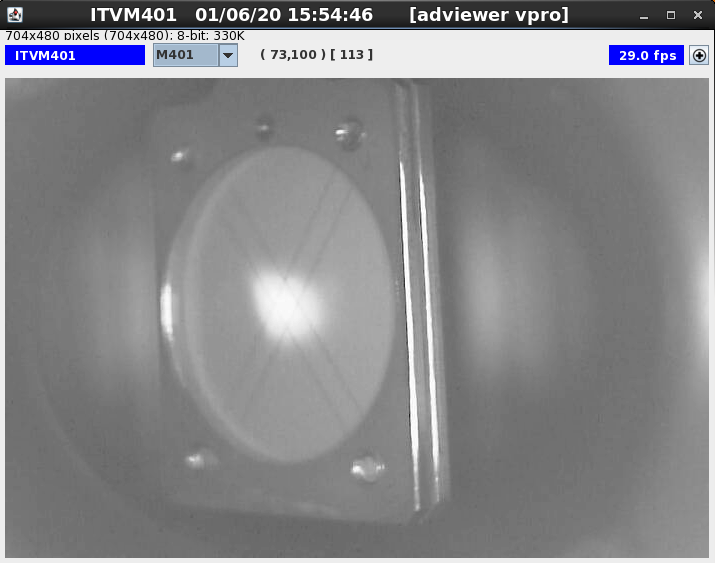 ITVM401 01/06/20 15:54:46 [adviewer vpro]
704x480 pixels (704x480); 8-bit; 330K
ITVM401 M401 ( 73,100 ) [ 113 ] 29.0 fps